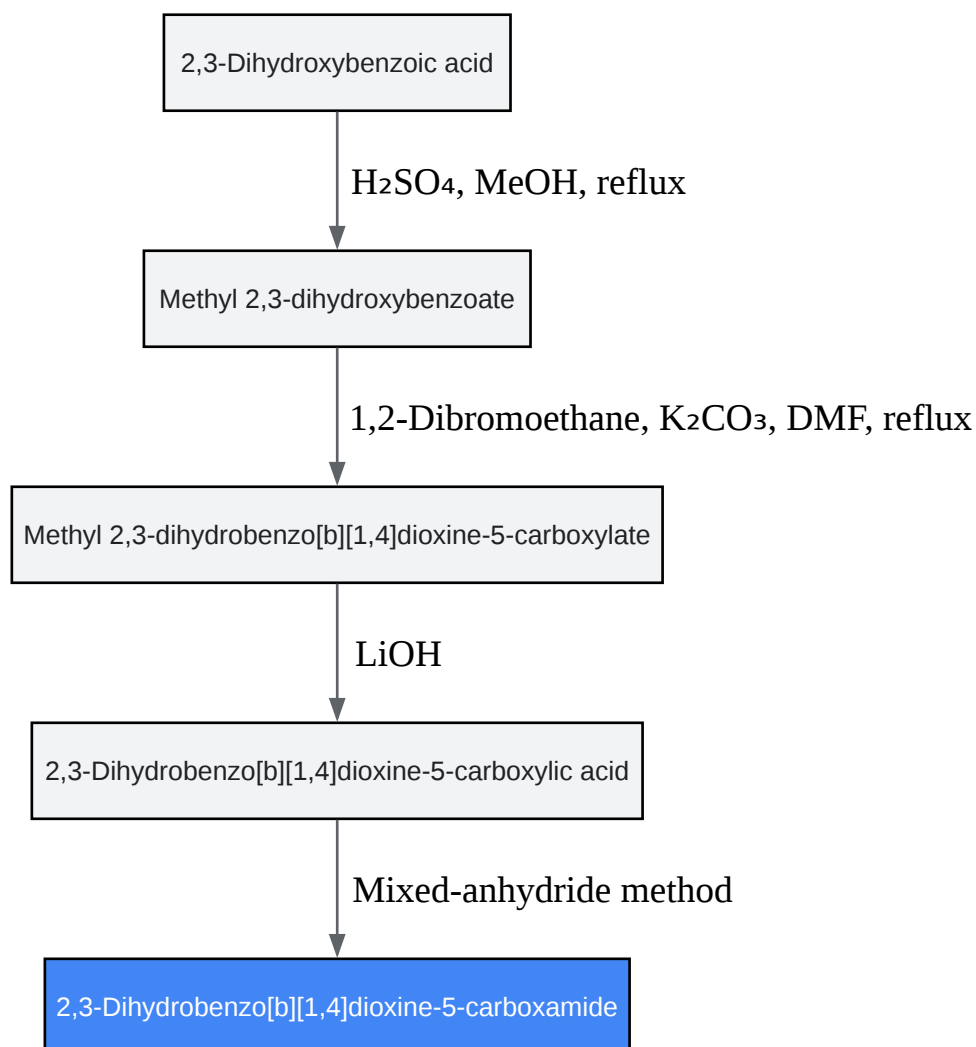 2,3-Dihydroxybenzoic acid
H₂SO₄, MeOH, reflux
Methyl 2,3-dihydroxybenzoate
1,2-Dibromoethane, K₂CO₃, DMF, reflux
Methyl 2,3-dihydrobenzo[b][1,4]dioxine-5-carboxylate
LiOH
2,3-Dihydrobenzo[b][1,4]dioxine-5-carboxylic acid
Mixed-anhydride method
2,3-Dihydrobenzo[b][1,4]dioxine-5-carboxamide